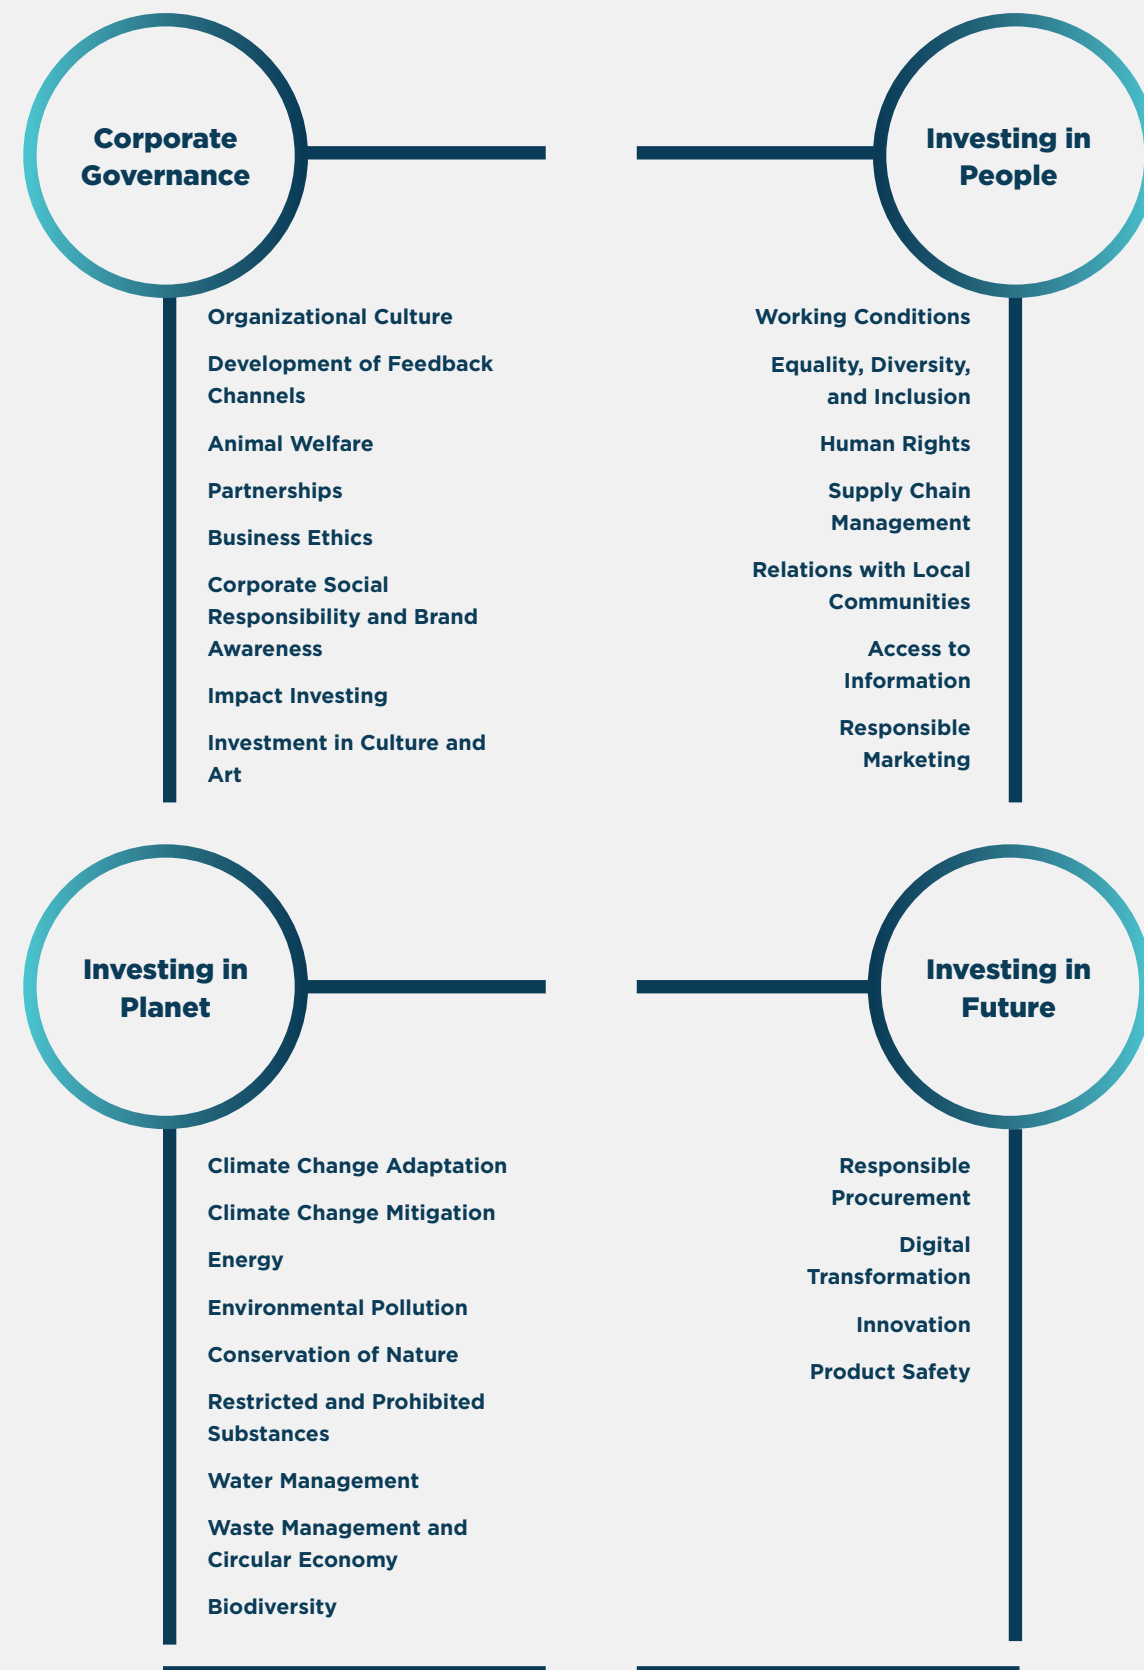 Corporate
Governance
Organizational Culture
Development of Feedback
Channels
Animal Welfare
Partnerships
Business Ethics
Corporate Social
Responsibility and Brand
Awareness
Impact Investing
Investment in Culture and
Art
Investing in
People
Working Conditions
Equality, Diversity,
and Inclusion
Human Rights
Supply Chain
Management
Relations with Local
Communities
Access to
Information
Responsible
Marketing
Investing in
Planet
Climate Change Adaptation
Climate Change Mitigation
Energy
Environmental Pollution
Conservation of Nature
Restricted and Prohibited
Substances
Water Management
Waste Management and
Circular Economy
Biodiversity
Investing in
Future
Responsible
Procurement
Digital
Transformation
Innovation
Product Safety